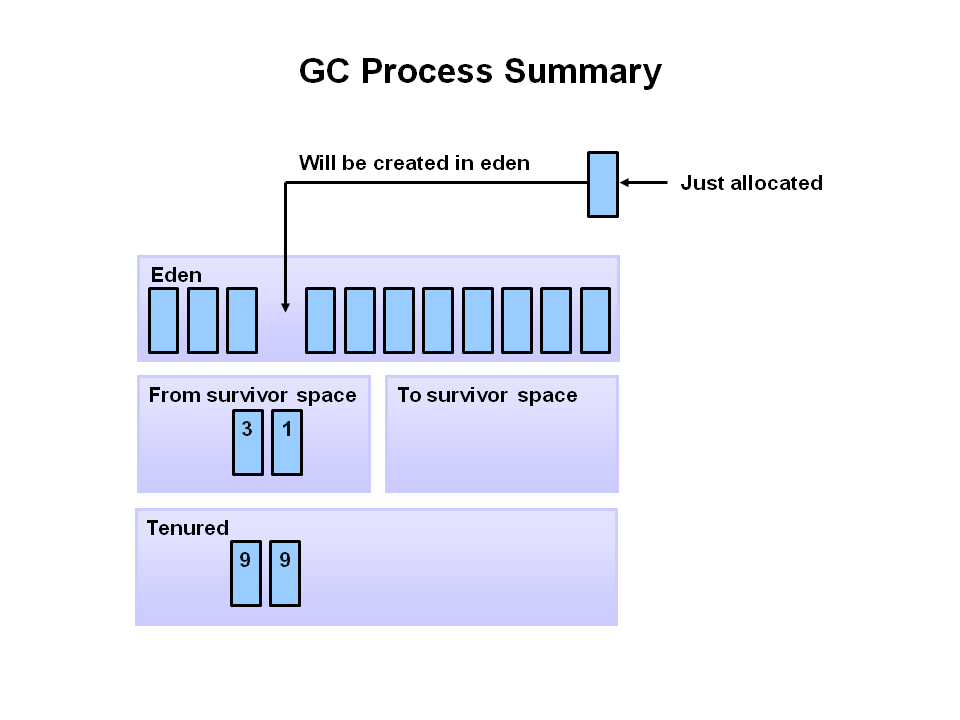 GC Process Summary
Will be created in eden
Just allocated
Eden
From survivor space
To survivor space
3 1
Tenured
9 9